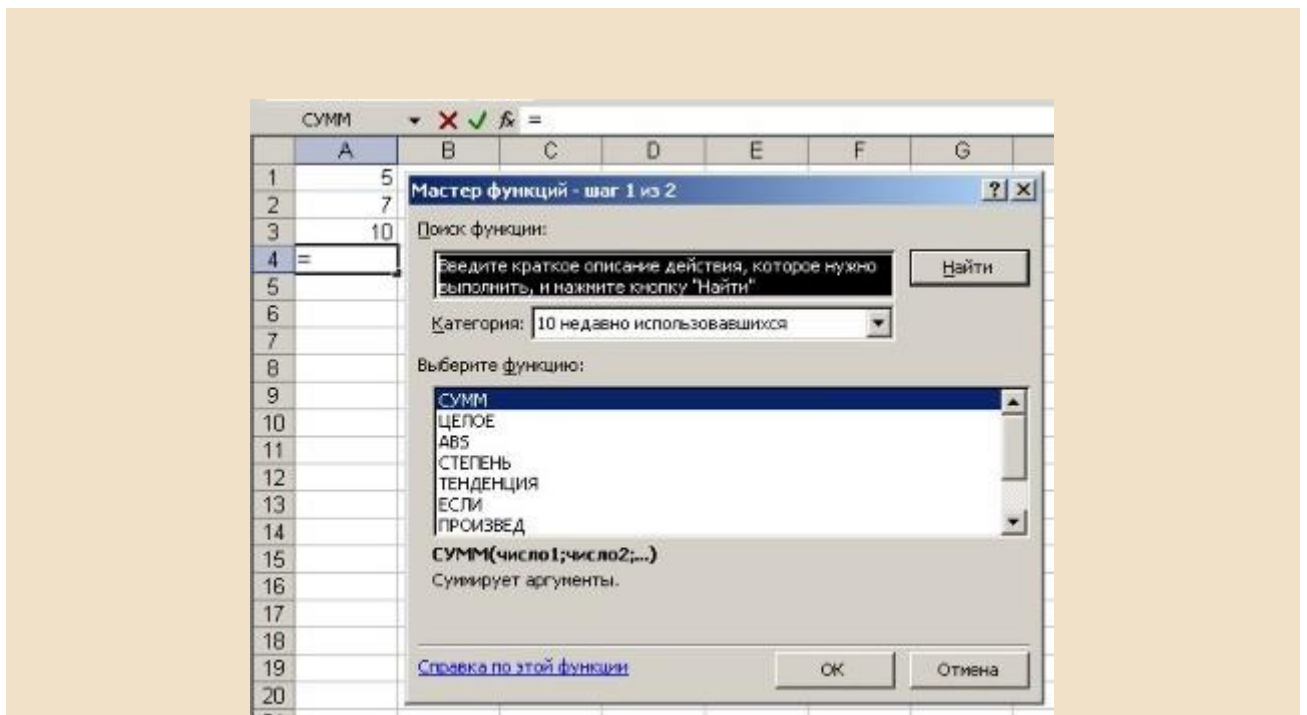 СУММ fx =
A B C D E F G
1 5
2 7
3 10
4 =
5
6
7
8
9
10
11
12
13
14
15
16
17
18
19
20
Мастер функций - шаг 1 из 2
Поиск функции:
Введите краткое описание действия, которое нужно
выполнить, и нажмите кнопку "Найти"
Найти
Категория: 10 недавно использовавшихся
Выберите функцию:
СУММ
ЦЕЛОЕ
ABS
СТЕПЕНЬ
ТЕНДЕНЦИЯ
ЕСЛИ
ПРОИЗВЕД
СУММ(число1;число2;...)
Суммирует аргументы.
Справка по этой функции
ОК Отмена